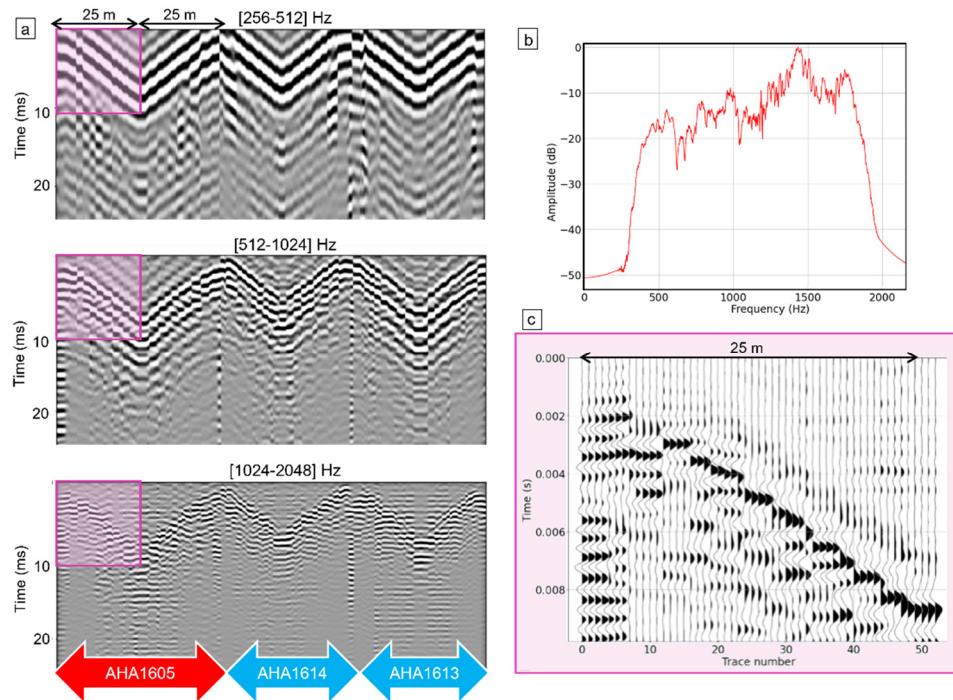 a
25 m
25 m
[256-512] Hz
Time (ms)
10
20
[512-1024] Hz
Time (ms)
10
20
[1024-2048] Hz
Time (ms)
10
20
AHA1605
AHA1614
AHA1613
b
Amplitude (dB)
0
−10
−20
−30
−40
−50
0
500
1000
1500
2000
Frequency (Hz)
c
25 m
Time (s)
0.000
0.002
0.004
0.006
0.008
0
10
20
30
40
50
Trace number